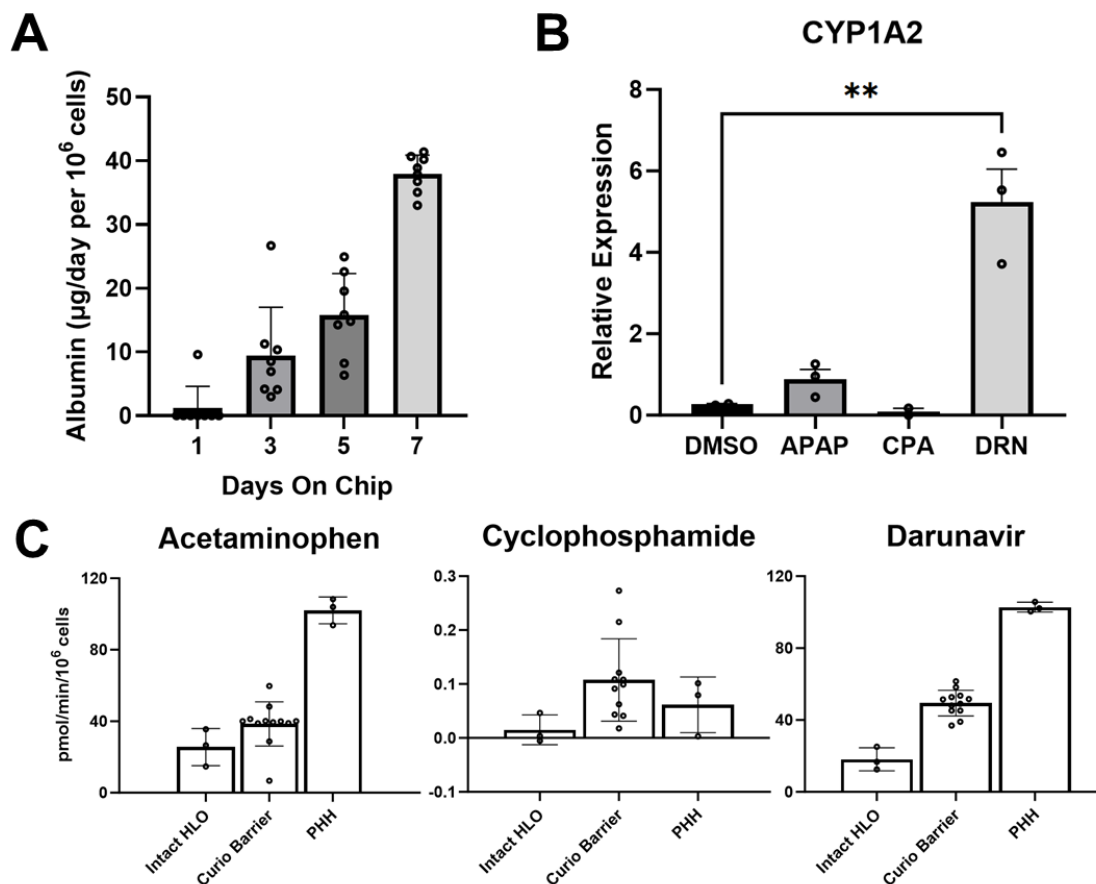 A
Albumin (µg/day per 10⁶ cells)
50
40
30
20
10
0
1 3 5 7
Days On Chip
B
CYP1A2
**
Relative Expression
8
6
4
2
0
DMSO APAP CPA DRN
C
Acetaminophen
pmol/min/10⁶ cells
120
80
40
0
Intact HLO
Curio Barrier
PHH
Cyclophosphamide
0.3
0.2
0.1
0.0
-0.1
Intact HLO
Curio Barrier
PHH
Darunavir
120
80
40
0
Intact HLO
Curio Barrier
PHH